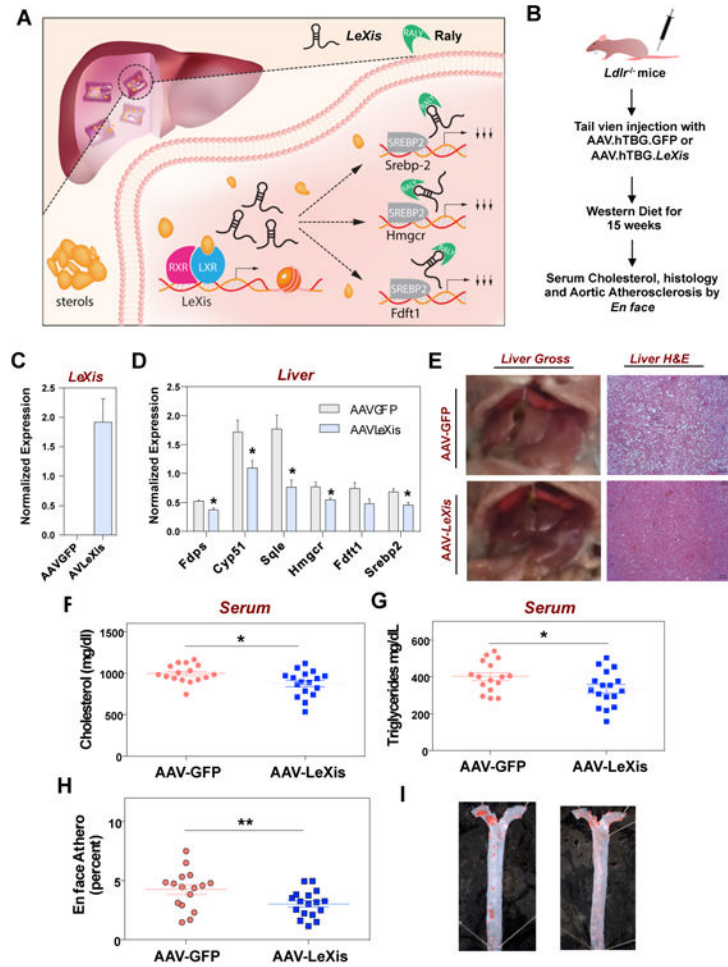 A
LeXis
Raly
RALY
SREBP2
Srebp-2
RALY
SREBP2
Hmgcr
RALY
SREBP2
Fdft1
RXR
LXR
LeXis
sterols
B
Ldlr-/- mice
Tail vien injection with
AAV.hTBG.GFP or
AAV.hTBG.LeXis
Western Diet for
15 weeks
Serum Cholesterol, histology
and Aortic Atherosclerosis by
En face
C
LeXis
Normalized Expression
2.5
2.0
1.5
1.0
0.5
0.0
AAVGFP
AVLeXis
D
Liver
Normalized Expression
2.5
2.0
1.5
1.0
0.5
0.0
AAVGFP
AAVLeXis
* * * * *
Fdps
Cyp51
Sqle
Hmgcr
Fdft1
Srebp2
E
Liver Gross
Liver H&E
AAV-GFP
AAV-LeXis
F
Serum
Cholesterol (mg/dl)
1500
1000
500
0
*
AAV-GFP
AAV-LeXis
G
Serum
Triglycerides mg/dL
600
400
200
0
*
AAV-GFP
AAV-LeXis
H
En face Athero
(percent)
10
5
0
**
AAV-GFP
AAV-LeXis
I